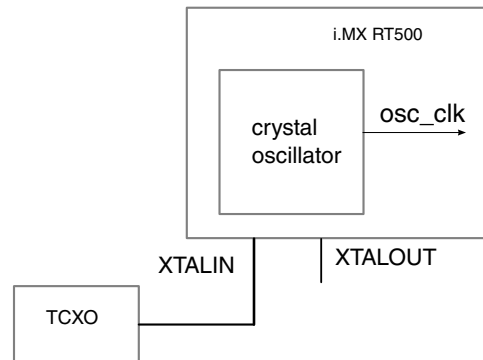 i.MX RT500
crystal
oscillator
osc_clk
XTALIN
XTALOUT
TCXO